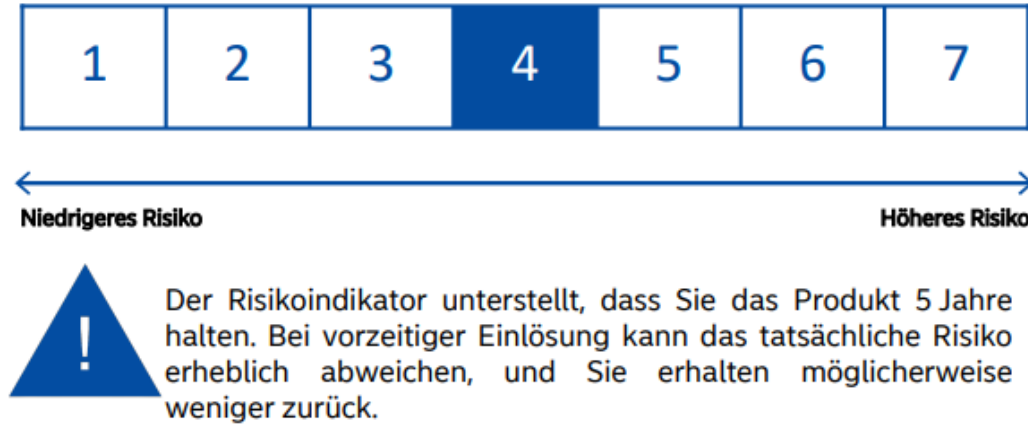 1 2 3 4 5 6 7
Niedrigeres Risiko Höheres Risiko
!
Der Risikoindikator unterstellt, dass Sie das Produkt 5 Jahre
halten. Bei vorzeitiger Einlösung kann das tatsächliche Risiko
erheblich abweichen, und Sie erhalten möglicherweise
weniger zurück.